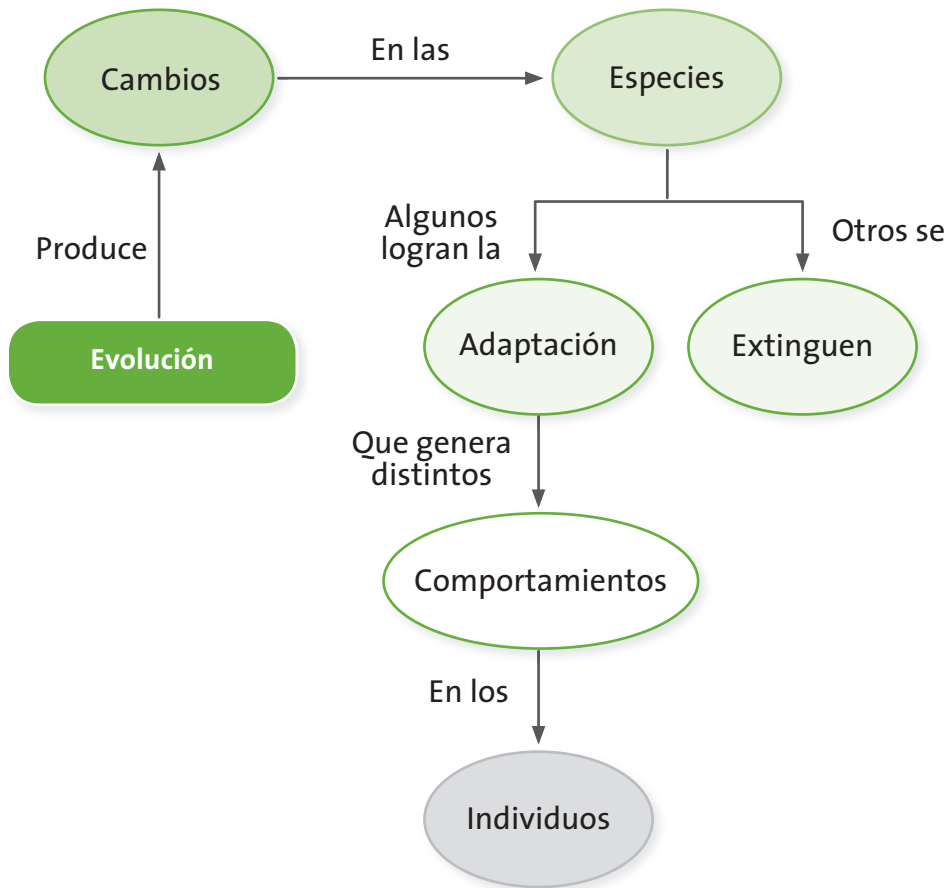 En las
Cambios
Especies
Algunos
logran la
Otros se
Produce
Evolución
Adaptación
Extinguen
Que genera
distintos
Comportamientos
En los
Individuos